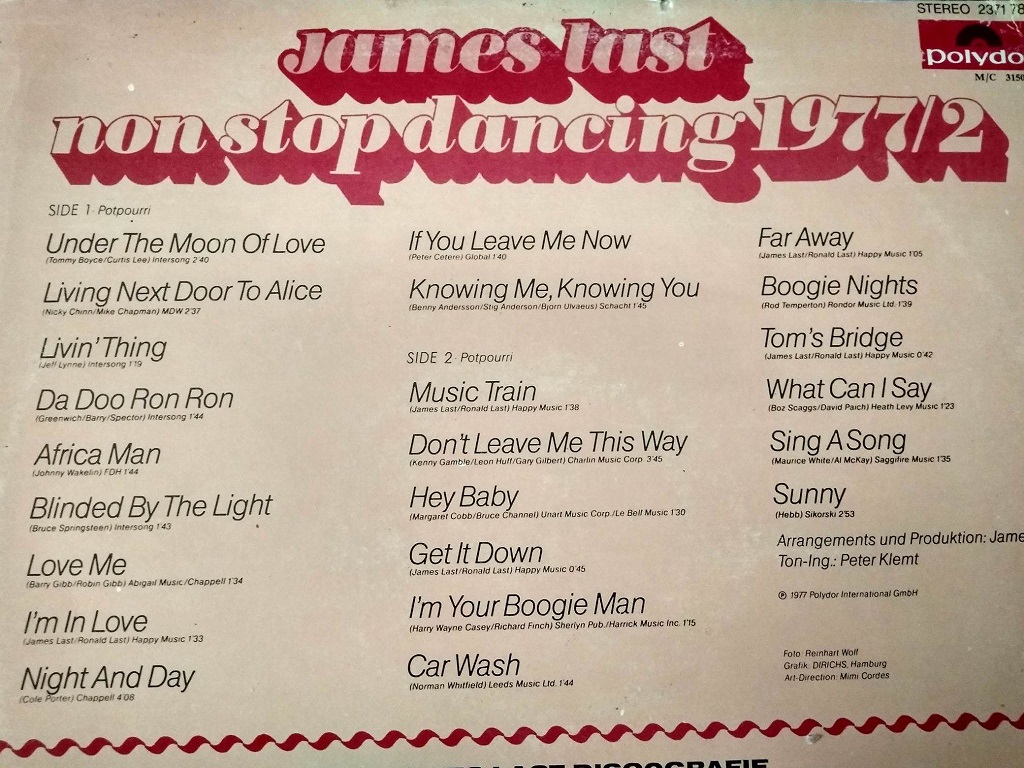 STEREO 2371 78
polydo
M/C 3150
james last
non stop dancing 1977/2
SIDE 1 · Potpourri
Under The Moon Of Love
(Tommy Boyce/Curtis Lee) Intersong 2'40
Living Next Door To Alice
(Nicky Chinn/Mike Chapman) MDW 2'37
Livin' Thing
(Jeff Lynne) Intersong 1'19
Da Doo Ron Ron
(Greenwich/Barry/Spector) Intersong 1'44
Africa Man
(Johnny Wakelin) FDH 1'44
Blinded By The Light
(Bruce Springsteen) Intersong 1'43
Love Me
(Barry Gibb/Robin Gibb) Abigail Music/Chappell 1'34
I'm In Love
(James Last/Ronald Last) Happy Music 1'33
Night And Day
(Cole Porter) Chappell 4'08
If You Leave Me Now
(Peter Cetere) Global 1'40
Knowing Me, Knowing You
(Benny Andersson/Stig Anderson/Bjorn Ulvaeus) Schacht 1'45
SIDE 2 · Potpourri
Music Train
(James Last/Ronald Last) Happy Music 1'38
Don't Leave Me This Way
(Kenny Gamble/Leon Huff/Gary Gilbert) Charlin Music Corp. 3'45
Hey Baby
(Margaret Cobb/Bruce Channel) Unart Music Corp./Le Bell Music 1'30
Get It Down
(James Last/Ronald Last) Happy Music 0'45
I'm Your Boogie Man
(Harry Wayne Casey/Richard Finch) Sherlyn Pub./Harrick Music Inc. 1'15
Car Wash
(Norman Whitfield) Leeds Music Ltd. 1'44
Far Away
(James Last/Ronald Last) Happy Music 1'05
Boogie Nights
(Rod Temperton) Rondor Music Ltd. 1'39
Tom's Bridge
(James Last/Ronald Last) Happy Music 0'42
What Can I Say
(Boz Scaggs/David Paich) Heath Levy Music 1'23
Sing A Song
(Maurice White/Al McKay) Saggifire Music 1'35
Sunny
(Hebb) Sikorski 2'53
Arrangements und Produktion: Jame
Ton-Ing.: Peter Klemt
℗ 1977 Polydor International GmbH
Foto: Reinhart Wolf
Grafik: DIRICHS, Hamburg
Art-Direction: Mimi Cordes
LAST DISCOGRAFIE